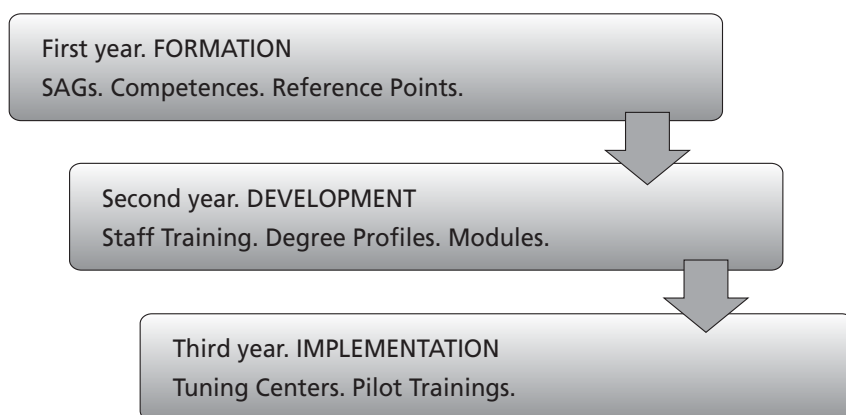 First year. FORMATION
SAGs. Competences. Reference Points.
Second year. DEVELOPMENT
Staff Training. Degree Profiles. Modules.
Third year. IMPLEMENTATION
Tuning Centers. Pilot Trainings.